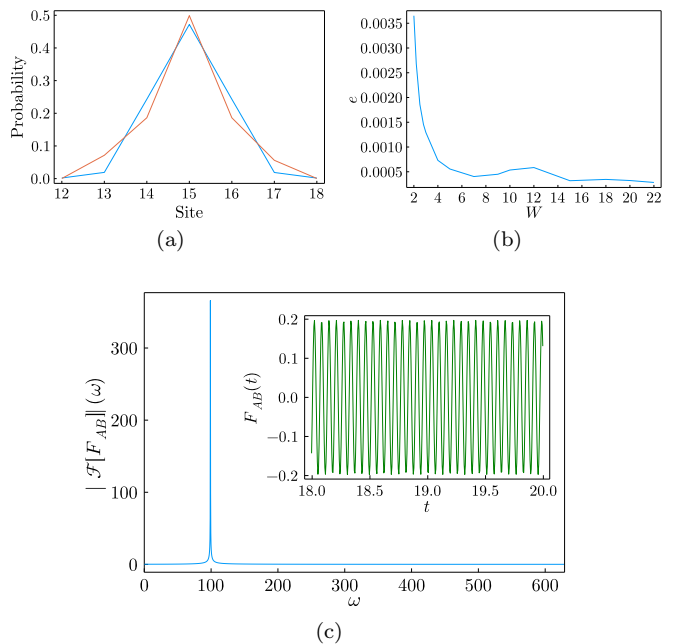 0.5
0.4
0.3
0.2
0.1
0.0
Probability
12 13 14 15 16 17 18
Site
(a)
0.0035
0.0030
0.0025
0.0020
0.0015
0.0010
0.0005
e
2 4 6 8 10 12 14 16 18 20 22
W
(b)
300
200
100
0
| ℱ[F_AB]|(ω)
0 100 200 300 400 500 600
ω
0.2
0.1
0.0
−0.1
−0.2
F_AB(t)
18.0 18.5 19.0 19.5 20.0
t
(c)